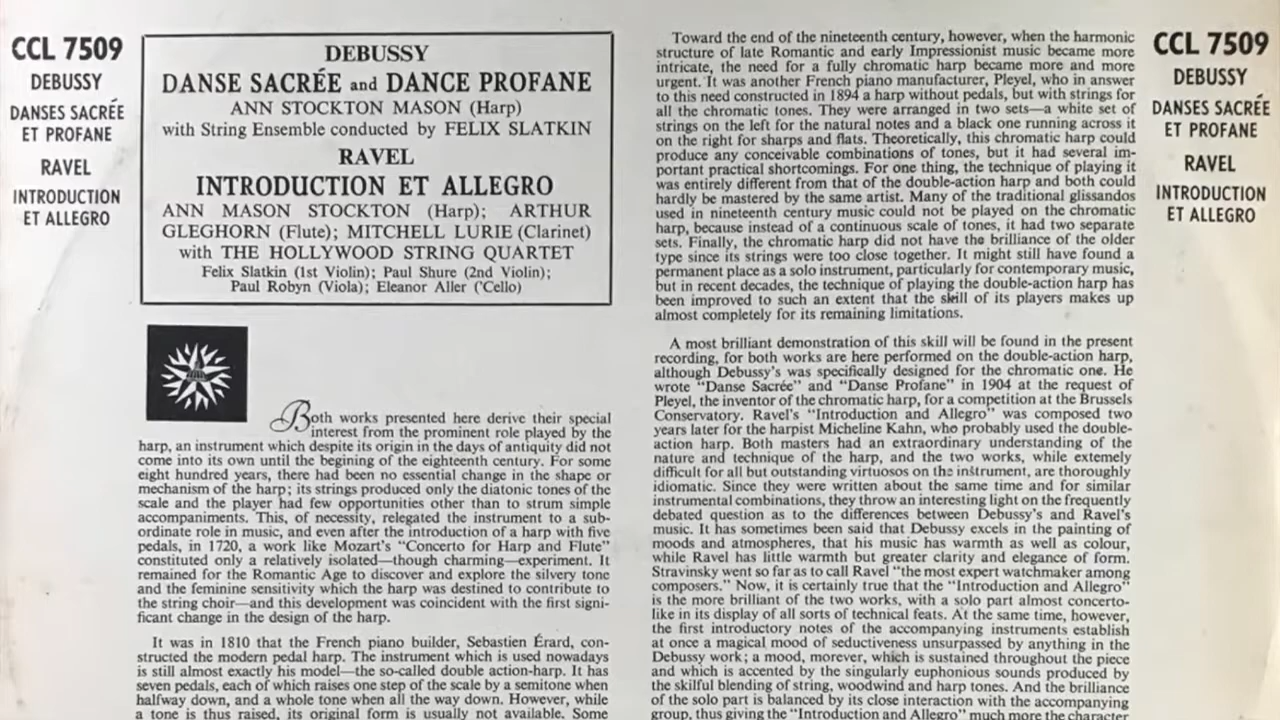 CCL 7509
DEBUSSY
DANSES SACRÉE
ET PROFANE
RAVEL
INTRODUCTION
ET ALLEGRO
DEBUSSY
DANSE SACRÉE and DANCE PROFANE
ANN STOCKTON MASON (Harp)
with String Ensemble conducted by FELIX SLATKIN
RAVEL
INTRODUCTION ET ALLEGRO
ANN MASON STOCKTON (Harp); ARTHUR
GLEGHORN (Flute); MITCHELL LURIE (Clarinet)
with THE HOLLYWOOD STRING QUARTET
Felix Slatkin (1st Violin); Paul Shure (2nd Violin);
Paul Robyn (Viola); Eleanor Aller ('Cello)
Both works presented here derive their special
interest from the prominent role played by the
harp, an instrument which despite its origin in the days of antiquity did not
come into its own until the begining of the eighteenth century. For some
eight hundred years, there had been no essential change in the shape or
mechanism of the harp; its strings produced only the diatonic tones of the
scale and the player had few opportunities other than to strum simple
accompaniments. This, of necessity, relegated the instrument to a sub-
ordinate role in music, and even after the introduction of a harp with five
pedals, in 1720, a work like Mozart's "Concerto for Harp and Flute"
constituted only a relatively isolated—though charming—experiment. It
remained for the Romantic Age to discover and explore the silvery tone
and the feminine sensitivity which the harp was destined to contribute to
the string choir—and this development was coincident with the first signi-
ficant change in the design of the harp.
It was in 1810 that the French piano builder, Sebastien Érard, con-
structed the modern pedal harp. The instrument which is used nowadays
is still almost exactly his model—the so-called double action-harp. It has
seven pedals, each of which raises one step of the scale by a semitone when
halfway down, and a whole tone when all the way down. However, while
a tone is thus raised, its original form is usually not available. Some
Toward the end of the nineteenth century, however, when the harmonic
structure of late Romantic and early Impressionist music became more
intricate, the need for a fully chromatic harp became more and more
urgent. It was another French piano manufacturer, Pleyel, who in answer
to this need constructed in 1894 a harp without pedals, but with strings for
all the chromatic tones. They were arranged in two sets—a white set of
strings on the left for the natural notes and a black one running across it
on the right for sharps and flats. Theoretically, this chromatic harp could
produce any conceivable combinations of tones, but it had several im-
portant practical shortcomings. For one thing, the technique of playing it
was entirely different from that of the double-action harp and both could
hardly be mastered by the same artist. Many of the traditional glissandos
used in nineteenth century music could not be played on the chromatic
harp, because instead of a continuous scale of tones, it had two separate
sets. Finally, the chromatic harp did not have the brilliance of the older
type since its strings were too close together. It might still have found a
permanent place as a solo instrument, particularly for contemporary music,
but in recent decades, the technique of playing the double-action harp has
been improved to such an extent that the skill of its players makes up
almost completely for its remaining limitations.
A most brilliant demonstration of this skill will be found in the present
recording, for both works are here performed on the double-action harp,
although Debussy's was specifically designed for the chromatic one. He
wrote "Danse Sacrée" and "Danse Profane" in 1904 at the request of
Pleyel, the inventor of the chromatic harp, for a competition at the Brussels
Conservatory. Ravel's "Introduction and Allegro" was composed two
years later for the harpist Micheline Kahn, who probably used the double-
action harp. Both masters had an extraordinary understanding of the
nature and technique of the harp, and the two works, while extemely
difficult for all but outstanding virtuosos on the instrument, are thoroughly
idiomatic. Since they were written about the same time and for similar
instrumental combinations, they throw an interesting light on the frequently
debated question as to the differences between Debussy's and Ravel's
music. It has sometimes been said that Debussy excels in the painting of
moods and atmospheres, that his music has warmth as well as colour,
while Ravel has little warmth but greater clarity and elegance of form.
Stravinsky went so far as to call Ravel "the most expert watchmaker among
composers." Now, it is certainly true that the "Introduction and Allegro"
is the more brilliant of the two works, with a solo part almost concerto-
like in its display of all sorts of technical feats. At the same time, however,
the first introductory notes of the accompanying instruments establish
at once a magical mood of seductiveness unsurpassed by anything in the
Debussy work; a mood, morever, which is sustained throughout the piece
and which is accented by the singularly euphonious sounds produced by
the skilful blending of string, woodwind and harp tones. And the brilliance
of the solo part is balanced by its close interaction with the accompanying
group, thus giving the "Introduction and Allegro" much more the character
CCL 7509
DEBUSSY
DANSES SACRÉE
ET PROFANE
RAVEL
INTRODUCTION
ET ALLEGRO